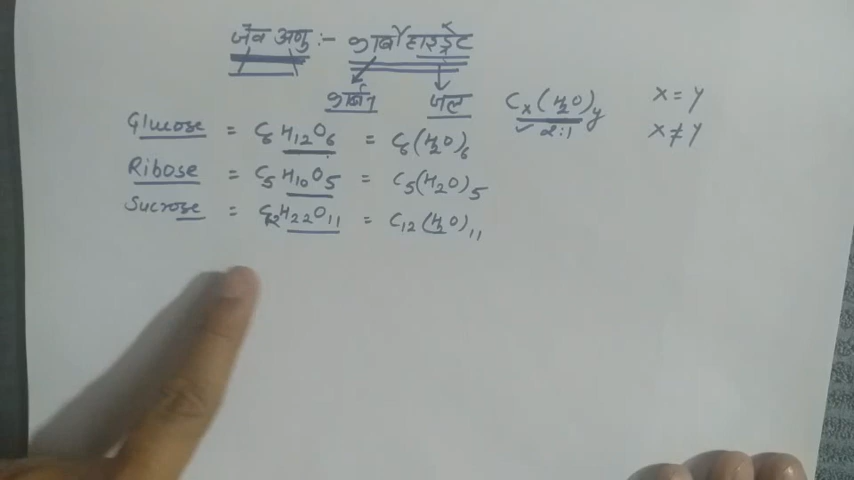 जैव अणु :- कार्बोहाइड्रेट
कार्बन जल Cx(H2O)y x = y
2:1 x ≠ y
Glucose = C6H12O6 = C6(H2O)6
Ribose = C5H10O5 = C5(H2O)5
Sucrose = C12H22O11 = C12(H2O)11